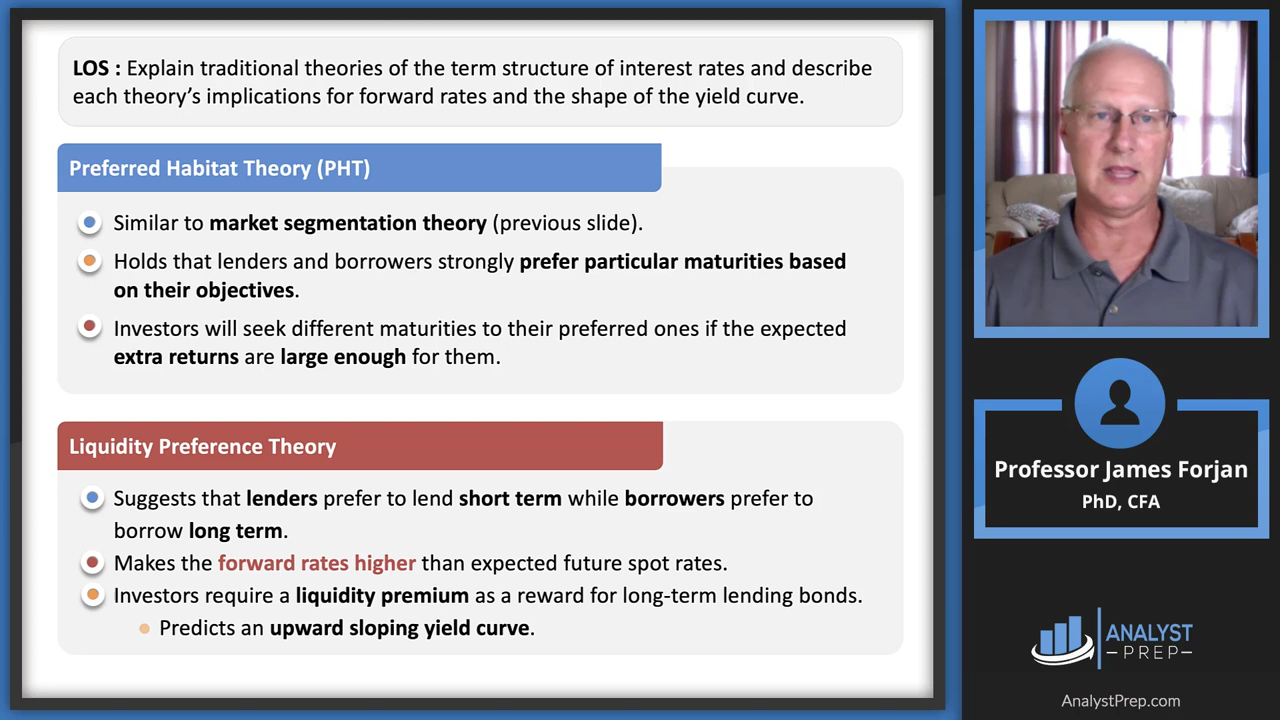 LOS : Explain traditional theories of the term structure of interest rates and describe
each theory’s implications for forward rates and the shape of the yield curve.
Preferred Habitat Theory (PHT)
Similar to market segmentation theory (previous slide).
Holds that lenders and borrowers strongly prefer particular maturities based
on their objectives.
Investors will seek different maturities to their preferred ones if the expected
extra returns are large enough for them.
Liquidity Preference Theory
Suggests that lenders prefer to lend short term while borrowers prefer to
borrow long term.
Makes the forward rates higher than expected future spot rates.
Investors require a liquidity premium as a reward for long-term lending bonds.
Predicts an upward sloping yield curve.
Professor James Forjan
PhD, CFA
ANALYST
–PREP–
AnalystPrep.com